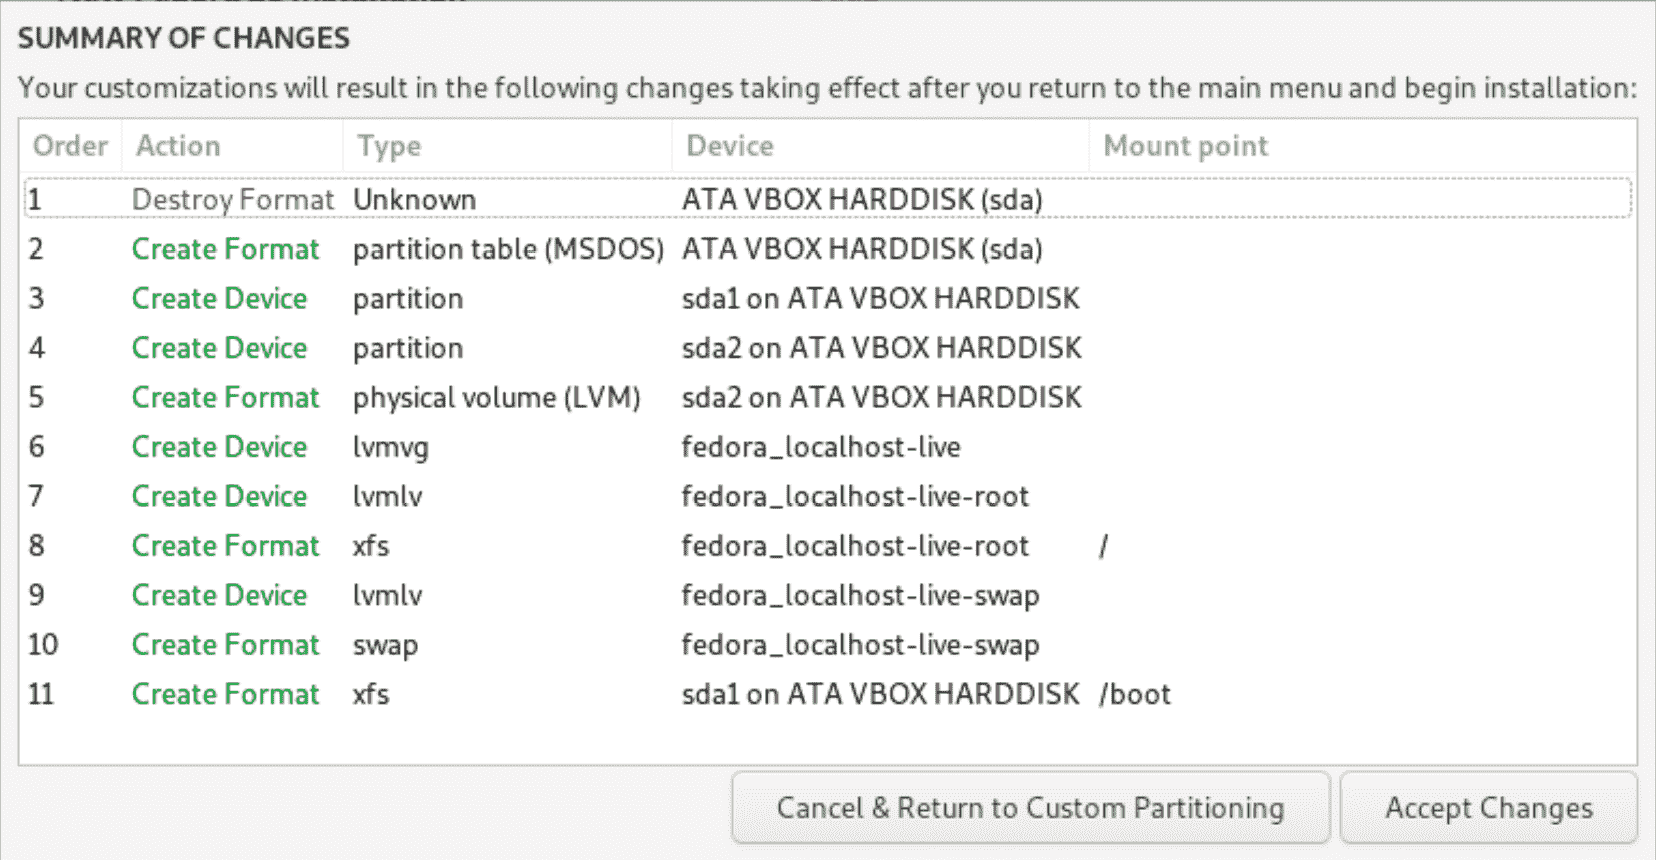 SUMMARY OF CHANGES
Your customizations will result in the following changes taking effect after you return to the main menu and begin installation:
Order Action Type Device Mount point
1 Destroy Format Unknown ATA VBOX HARDDISK (sda)
2 Create Format partition table (MSDOS) ATA VBOX HARDDISK (sda)
3 Create Device partition sda1 on ATA VBOX HARDDISK
4 Create Device partition sda2 on ATA VBOX HARDDISK
5 Create Format physical volume (LVM) sda2 on ATA VBOX HARDDISK
6 Create Device lvmvg fedora_localhost-live
7 Create Device lvmlv fedora_localhost-live-root
8 Create Format xfs fedora_localhost-live-root /
9 Create Device lvmlv fedora_localhost-live-swap
10 Create Format swap fedora_localhost-live-swap
11 Create Format xfs sda1 on ATA VBOX HARDDISK /boot
Cancel & Return to Custom Partitioning Accept Changes